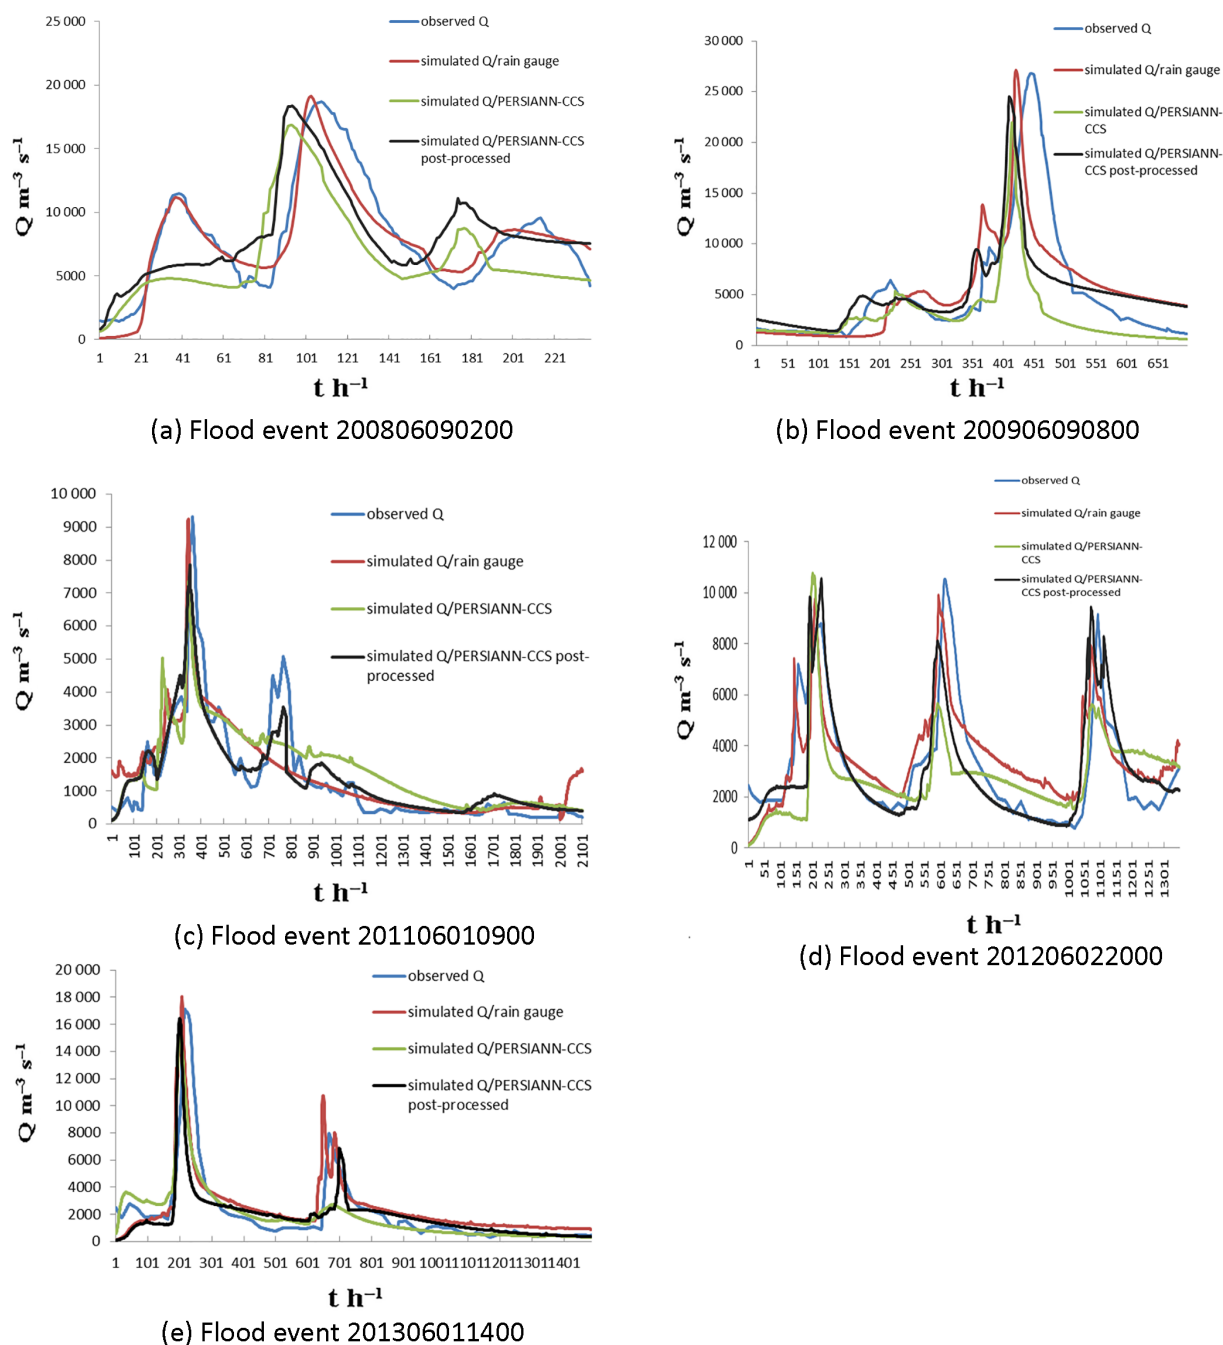 25 000
20 000
15 000
10 000
5000
0
Q m⁻³ s⁻¹
observed Q
simulated Q/rain gauge
simulated Q/PERSIANN-CCS
simulated Q/PERSIANN-CCS
post-processed
1 21 41 61 81 101 121 141 161 181 201 221
t h⁻¹
(a) Flood event 200806090200
30 000
25 000
20 000
15 000
10 000
5000
0
Q m⁻³ s⁻¹
observed Q
simulated Q/rain gauge
simulated Q/PERSIANN-
CCS
simulated Q/PERSIANN-
CCS post-processed
1 51 101 151 201 251 301 351 401 451 501 551 601 651
t h⁻¹
(b) Flood event 200906090800
10 000
9000
8000
7000
6000
5000
4000
3000
2000
1000
0
Q m⁻³ s⁻¹
observed Q
simulated Q/rain gauge
simulated Q/PERSIANN-CCS
simulated Q/PERSIANN-CCS post-
processed
1 101 201 301 401 501 601 701 801 901 1001 1101 1201 1301 1401 1501 1601 1701 1801 1901 2001 2101
t h⁻¹
(c) Flood event 201106010900
12 000
10 000
8000
6000
4000
2000
0
Q m⁻³ s⁻¹
observed Q
simulated Q/rain gauge
simulated Q/PERSIANN-
CCS
simulated Q/PERSIANN-
CCS post-processed
1 51 101 151 201 251 301 351 401 451 501 551 601 651 701 751 801 851 901 951 1001 1051 1101 1151 1201 1251 1301
t h⁻¹
(d) Flood event 201206022000
20 000
18 000
16 000
14 000
12 000
10 000
8000
6000
4000
2000
0
Q m⁻³ s⁻¹
observed Q
simulated Q/rain gauge
simulated Q/PERSIANN-CCS
simulated Q/PERSIANN-CCS
post-processed
1 101 201 301 401 501 601 701 801 901 10011101120113011401
t h⁻¹
(e) Flood event 201306011400